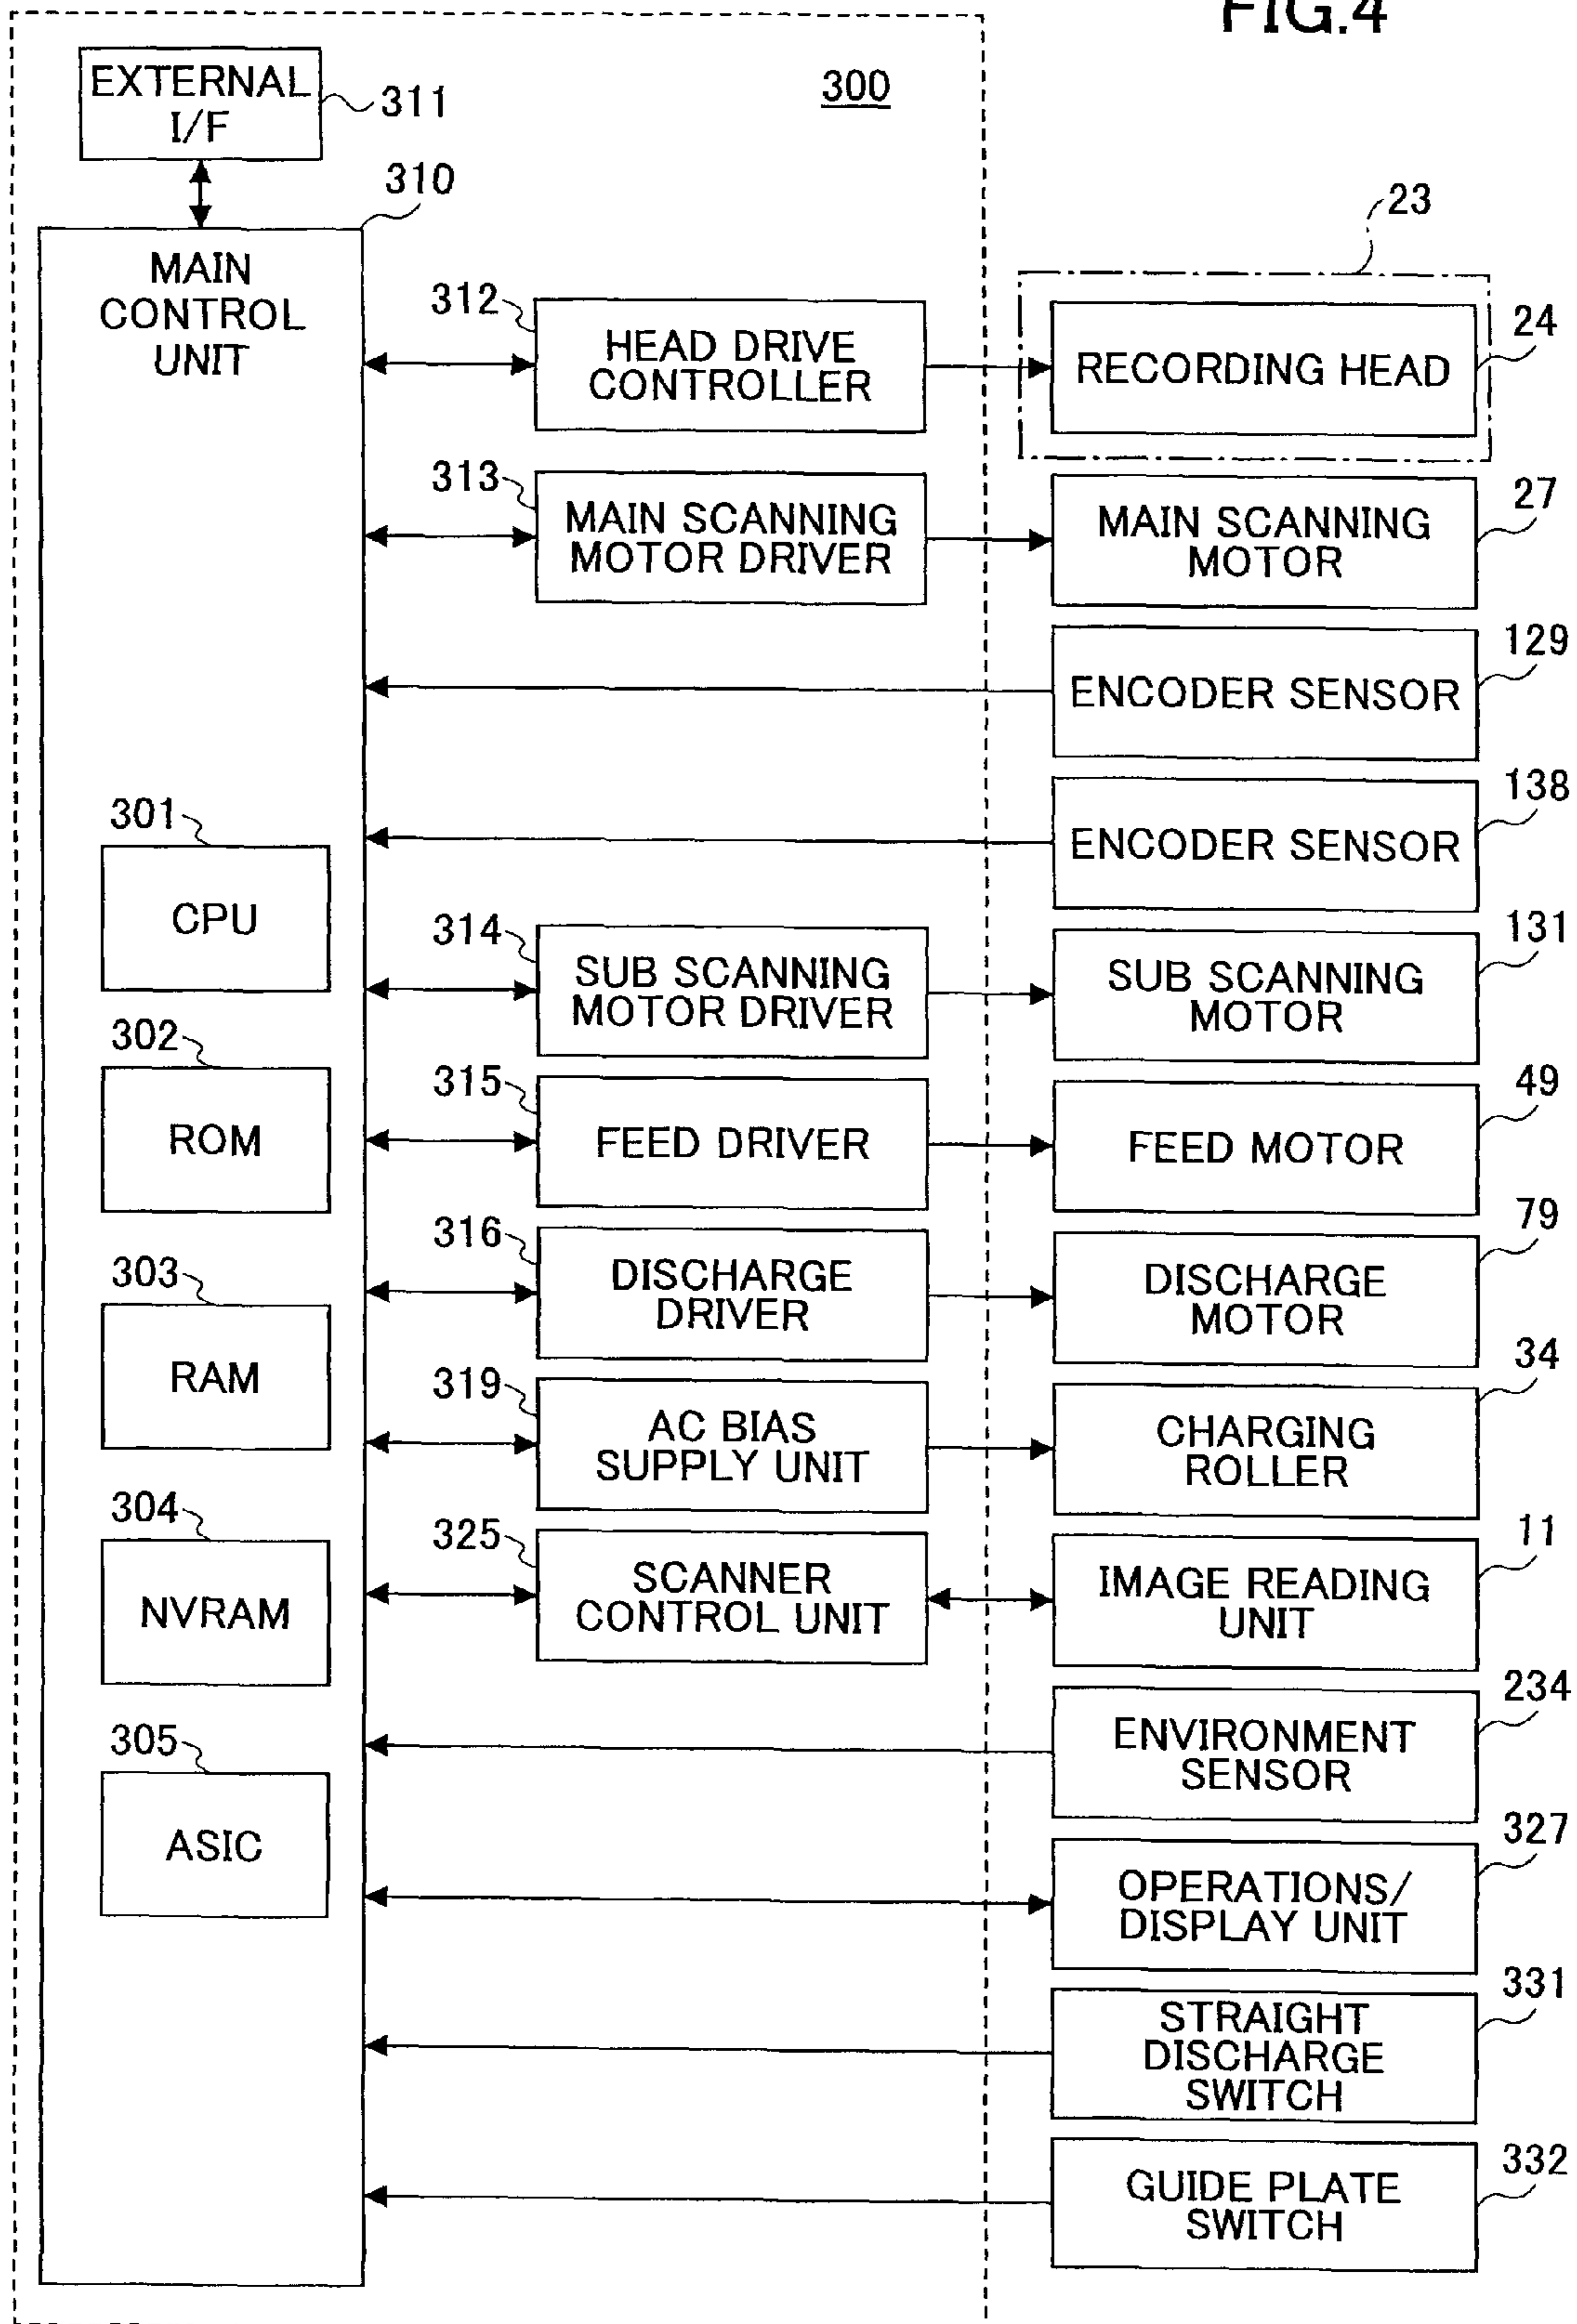 FIG.4
EXTERNAL
I/F
311
300
310
23
MAIN
CONTROL
UNIT
312
HEAD DRIVE
CONTROLLER
RECORDING HEAD
24
313
MAIN SCANNING
MOTOR DRIVER
MAIN SCANNING
MOTOR
27
ENCODER SENSOR
129
ENCODER SENSOR
138
301
CPU
314
SUB SCANNING
MOTOR DRIVER
SUB SCANNING
MOTOR
131
302
ROM
315
FEED DRIVER
FEED MOTOR
49
316
DISCHARGE
DRIVER
DISCHARGE
MOTOR
79
303
RAM
319
AC BIAS
SUPPLY UNIT
CHARGING
ROLLER
34
304
NVRAM
325
SCANNER
CONTROL UNIT
IMAGE READING
UNIT
11
ENVIRONMENT
SENSOR
234
305
ASIC
OPERATIONS/
DISPLAY UNIT
327
STRAIGHT
DISCHARGE
SWITCH
331
GUIDE PLATE
SWITCH
332